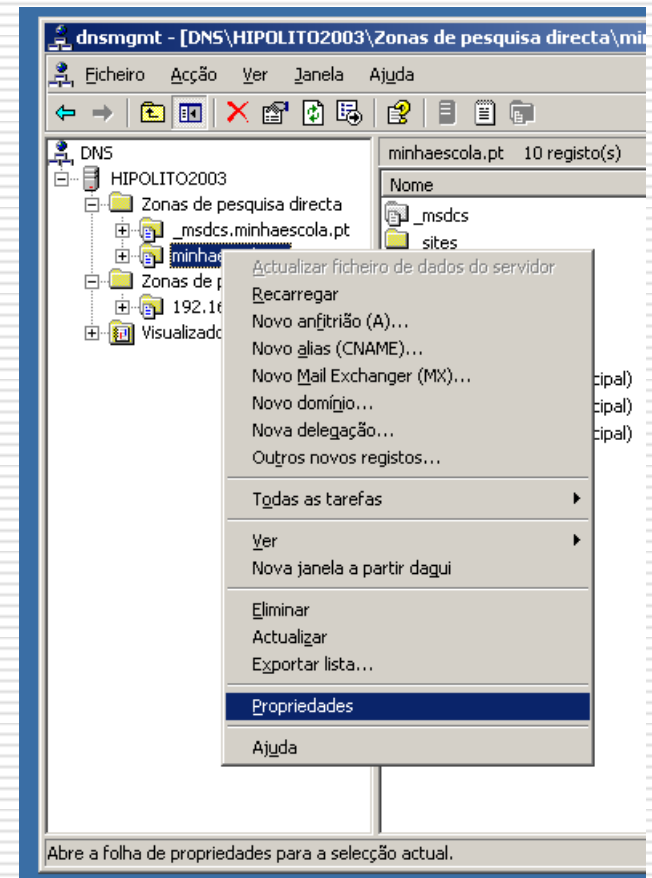 dnsmgmt - [DNS\HIPOLITO2003\Zonas de pesquisa directa\mi
Ficheiro Acção Ver Janela Ajuda
DNS
HIPOLITO2003
Zonas de pesquisa directa
_msdcs.minhaescola.pt
minhae
Zonas de p
192.16
Visualizado
minhaescola.pt 10 registo(s)
Nome
_msdcs
_sites
cipal)
cipal)
cipal)
Actualizar ficheiro de dados do servidor
Recarregar
Novo anfitrião (A)...
Novo alias (CNAME)...
Novo Mail Exchanger (MX)...
Novo domínio...
Nova delegação...
Outros novos registos...
Todas as tarefas
Ver
Nova janela a partir daqui
Eliminar
Actualizar
Exportar lista...
Propriedades
Ajuda
Abre a folha de propriedades para a selecção actual.